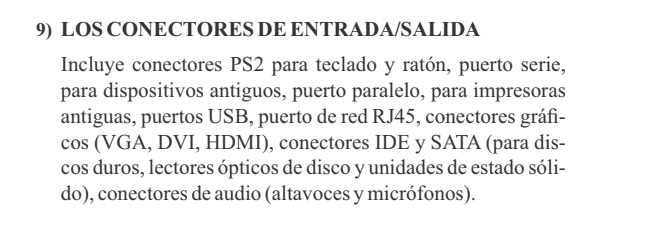 9) LOS CONECTORES DE ENTRADA/SALIDA
Incluye conectores PS2 para teclado y ratón, puerto serie,
para dispositivos antiguos, puerto paralelo, para impresoras
antiguas, puertos USB, puerto de red RJ45, conectores gráfi-
cos (VGA, DVI, HDMI), conectores IDE y SATA (para dis-
cos duros, lectores ópticos de disco y unidades de estado sóli-
do), conectores de audio (altavoces y micrófonos).